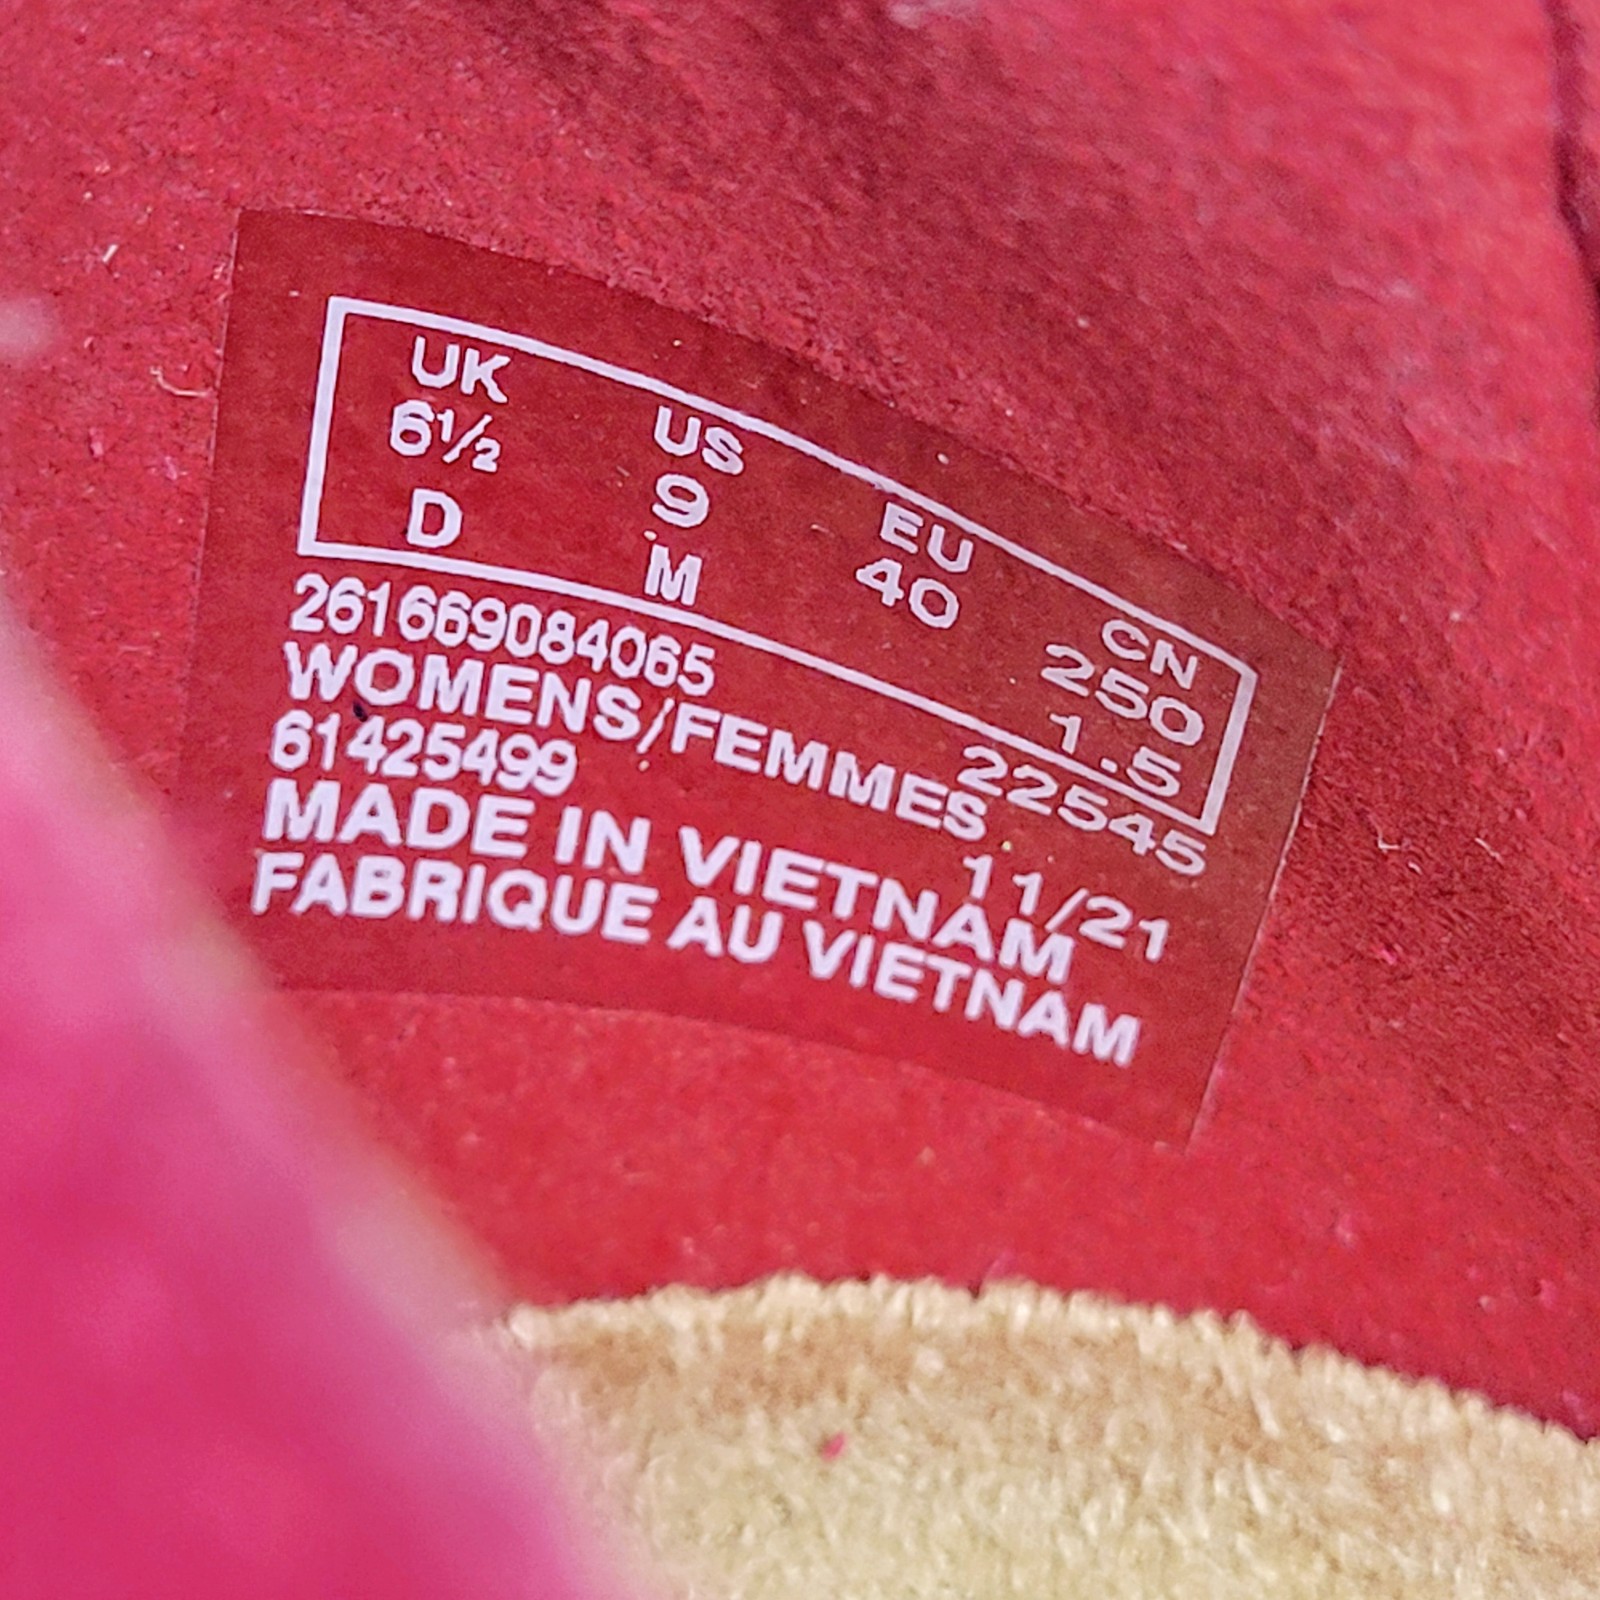 UK US EU CN
6½ 9 40 250
D M 1.5
261669084065 22545
WOMENS/FEMMES
61425499 11/21
MADE IN VIETNAM
FABRIQUE AU VIETNAM